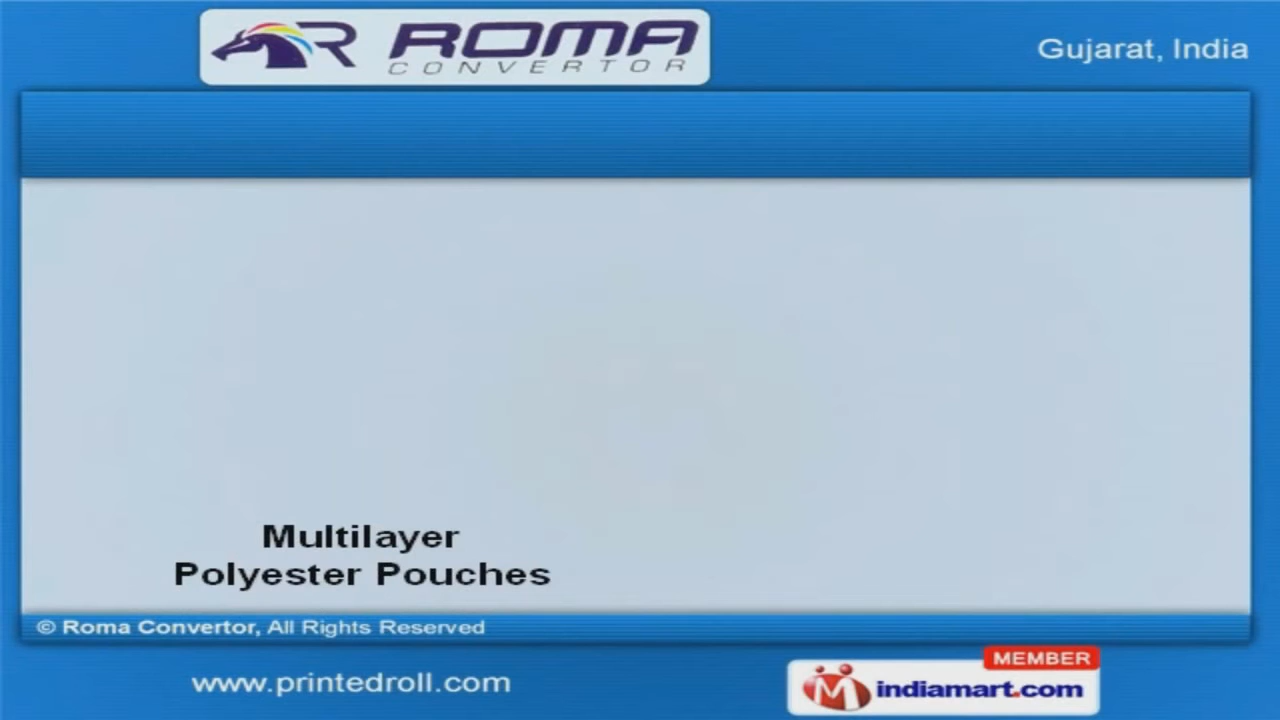 R ROMA
CONVERTOR
Gujarat, India
Multilayer
Polyester Pouches
© Roma Convertor, All Rights Reserved
www.printedroll.com
MEMBER
indiamart.com